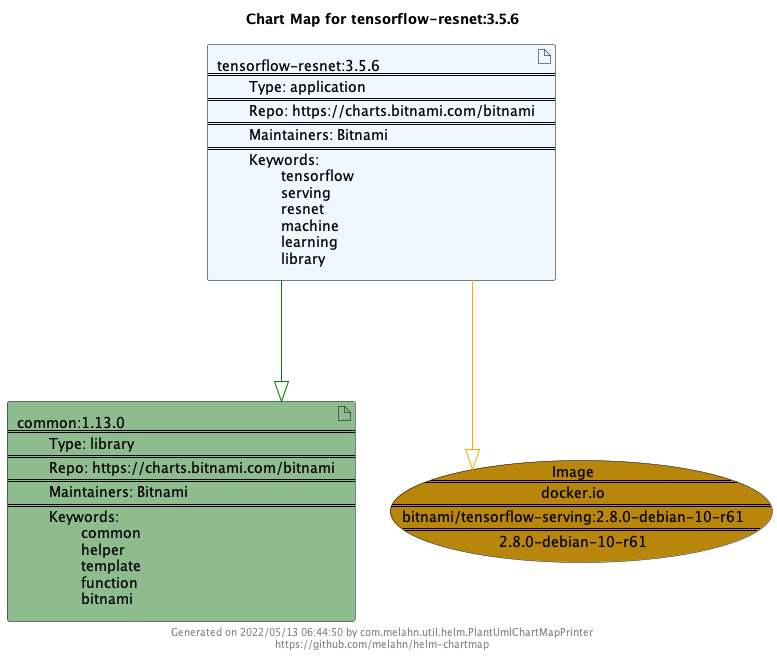 Chart Map for tensorflow-resnet:3.5.6
tensorflow-resnet:3.5.6
Type: application
Repo: https://charts.bitnami.com/bitnami
Maintainers: Bitnami
Keywords:
tensorflow
serving
resnet
machine
learning
library
common:1.13.0
Type: library
Repo: https://charts.bitnami.com/bitnami
Maintainers: Bitnami
Keywords:
common
helper
template
function
bitnami
Image
docker.io
bitnami/tensorflow-serving:2.8.0-debian-10-r61
2.8.0-debian-10-r61
Generated on 2022/05/13 06:44:50 by com.melahn.util.helm.PlantUmlChartMapPrinter
https://github.com/melahn/helm-chartmap